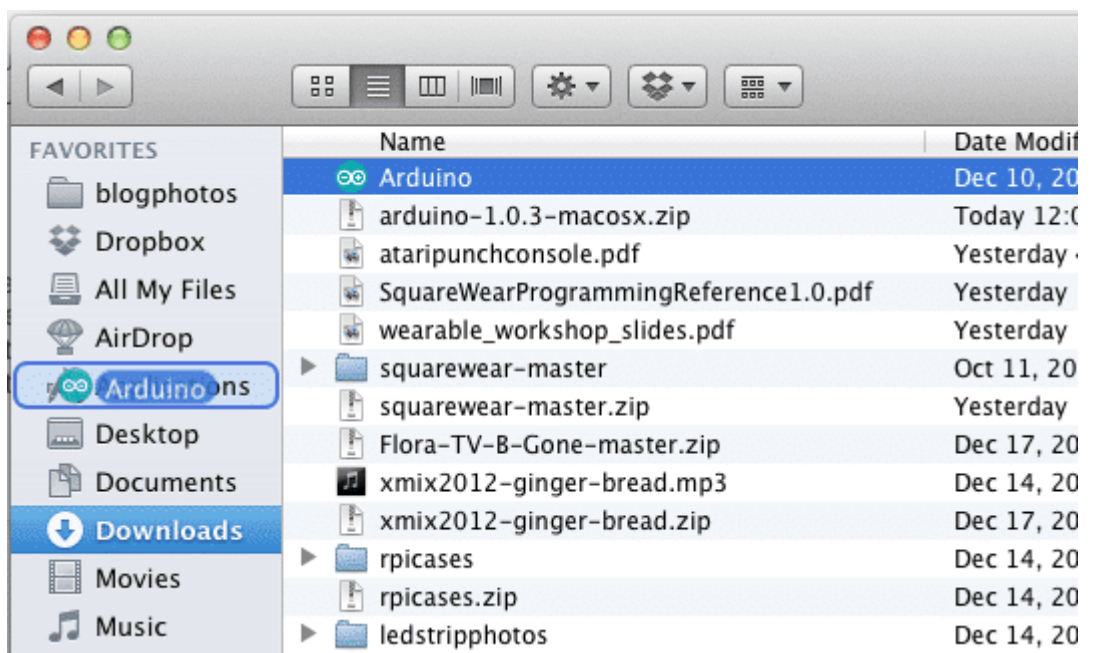 FAVORITES
blogphotos
Dropbox
All My Files
AirDrop
Arduino ns
Desktop
Documents
Downloads
Movies
Music
Name Date Modif
Arduino Dec 10, 20
arduino-1.0.3-macosx.zip Today 12:0
ataripunchconsole.pdf Yesterday
SquareWearProgrammingReference1.0.pdf Yesterday
wearable_workshop_slides.pdf Yesterday
squarewear-master Oct 11, 20
squarewear-master.zip Yesterday
Flora-TV-B-Gone-master.zip Dec 17, 20
xmix2012-ginger-bread.mp3 Dec 14, 20
xmix2012-ginger-bread.zip Dec 17, 20
rpicases Dec 14, 20
rpicases.zip Dec 14, 20
ledstripphotos Dec 14, 20